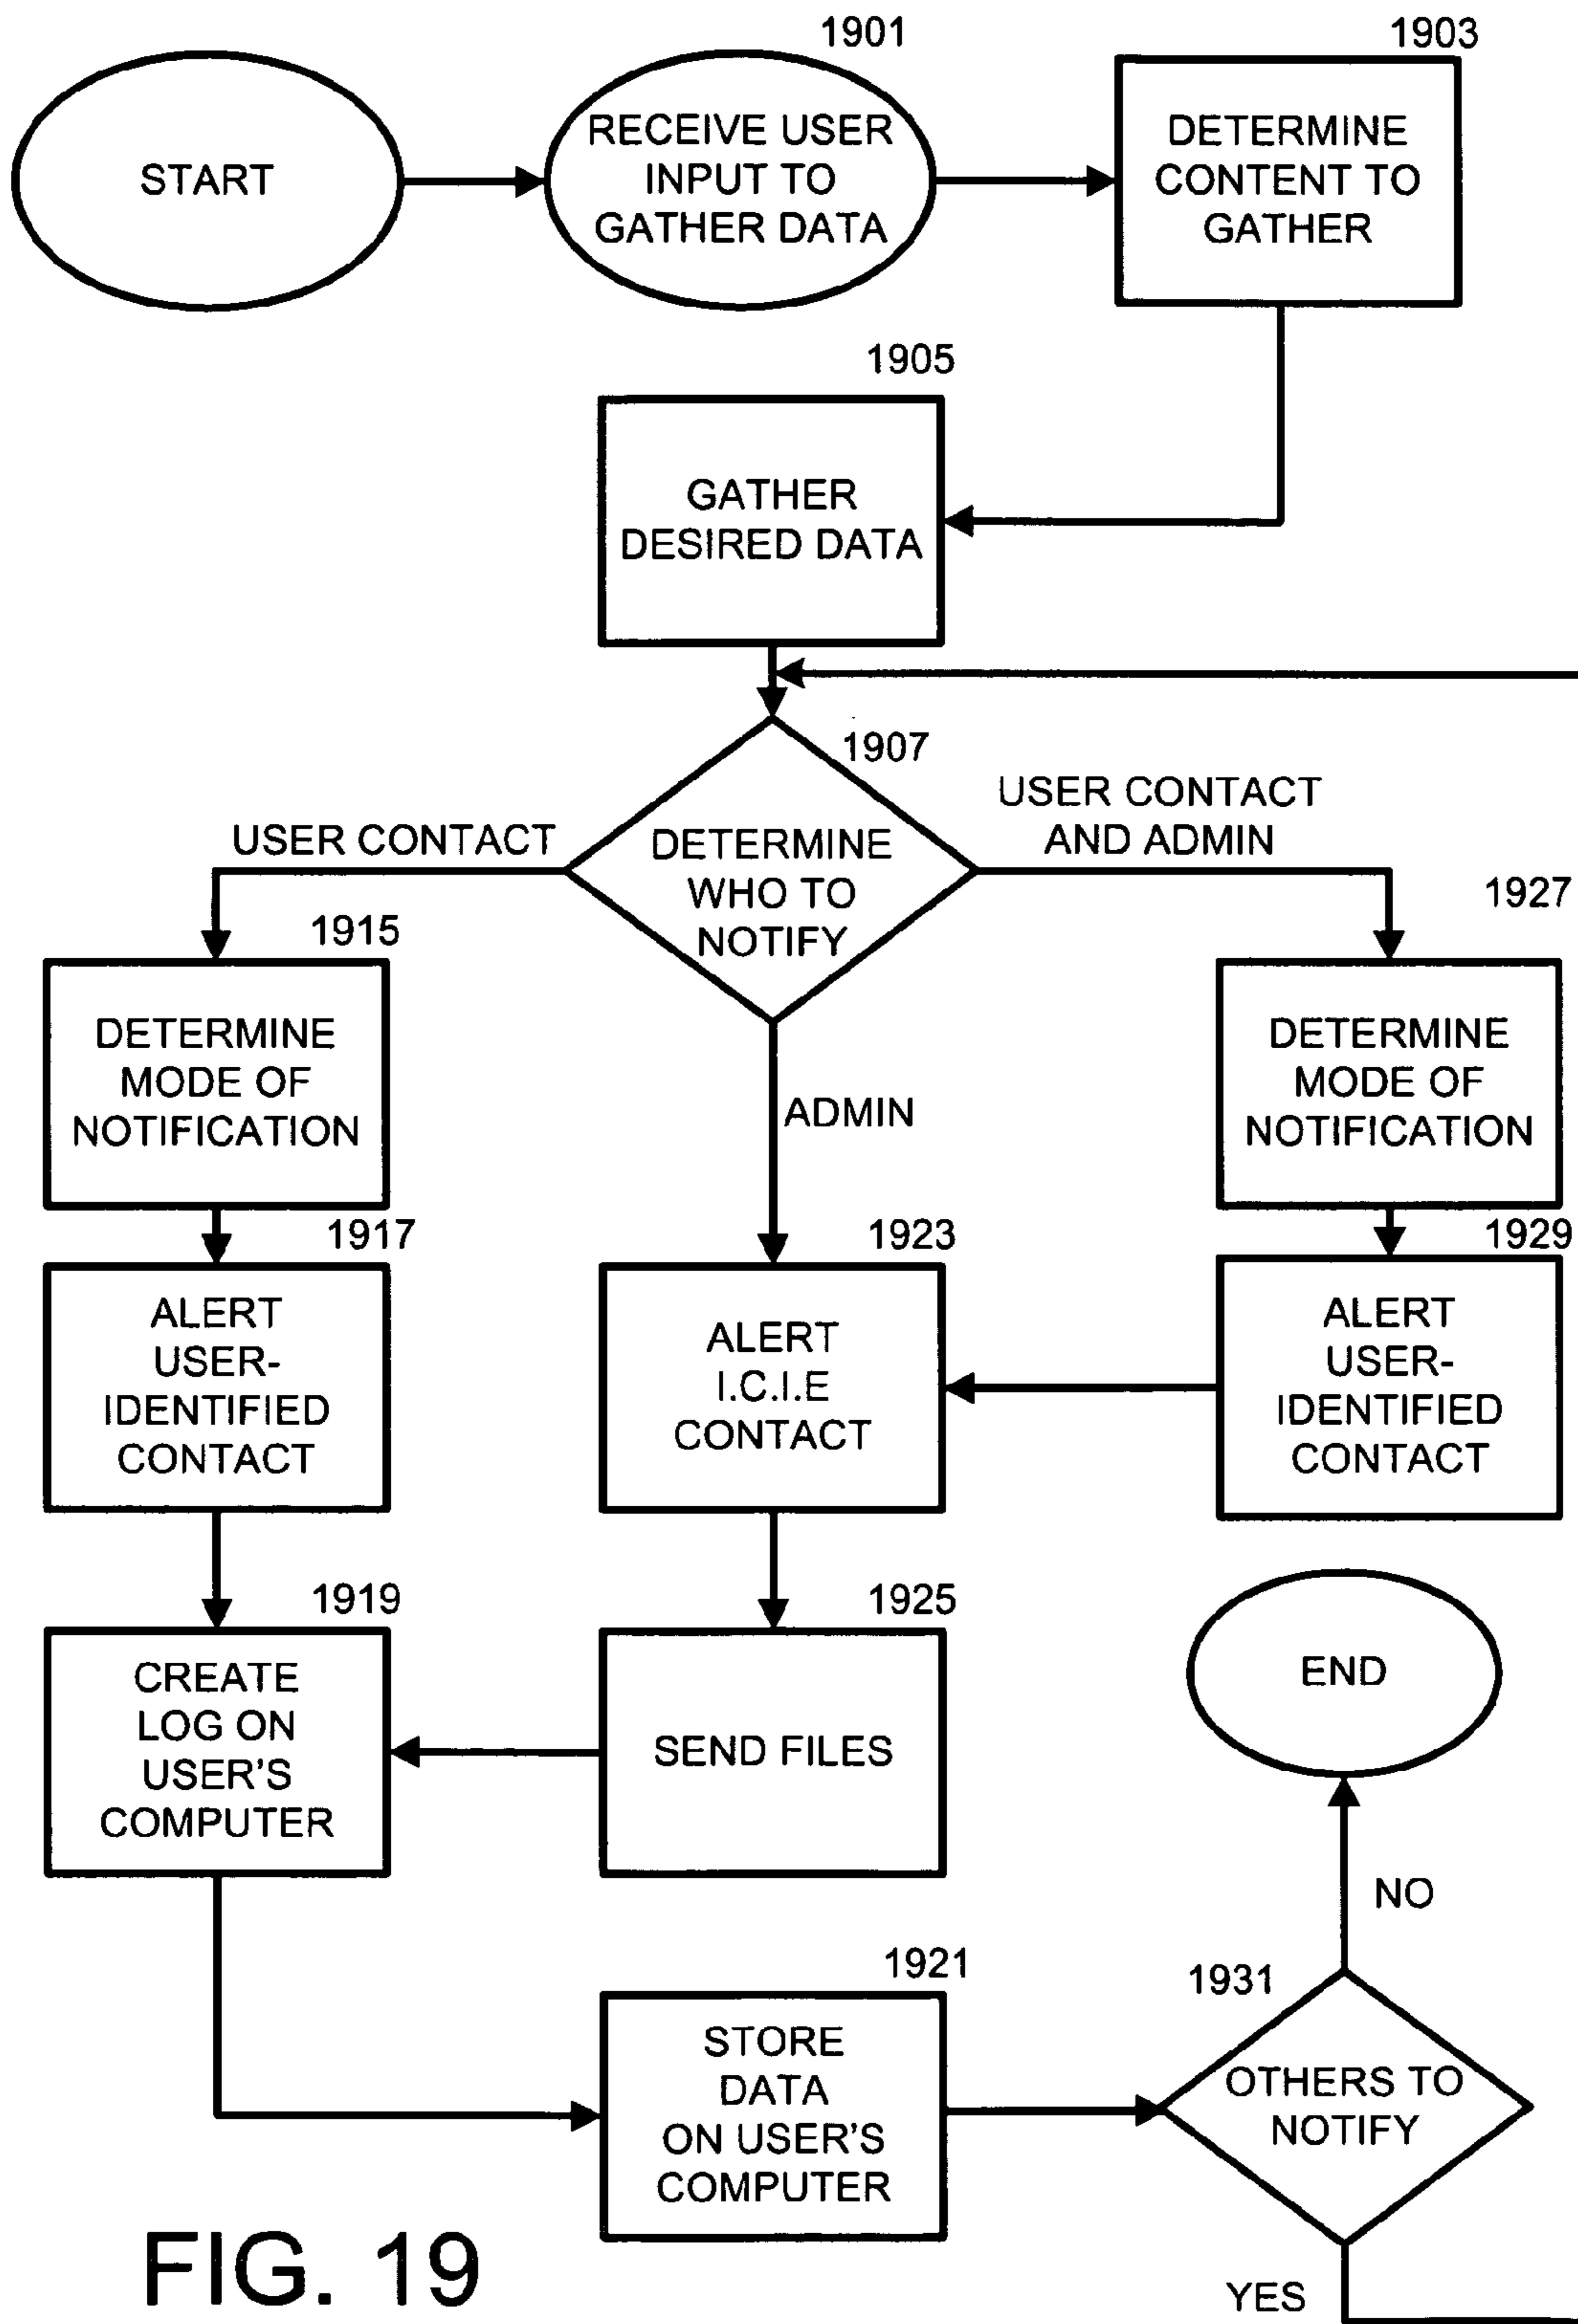 START
1901
RECEIVE USER
INPUT TO
GATHER DATA
1903
DETERMINE
CONTENT TO
GATHER
1905
GATHER
DESIRED DATA
1907
DETERMINE
WHO TO
NOTIFY
USER CONTACT
USER CONTACT
AND ADMIN
ADMIN
1915
DETERMINE
MODE OF
NOTIFICATION
1927
DETERMINE
MODE OF
NOTIFICATION
1917
ALERT
USER-
IDENTIFIED
CONTACT
1923
ALERT
I.C.I.E
CONTACT
1929
ALERT
USER-
IDENTIFIED
CONTACT
1919
CREATE
LOG ON
USER'S
COMPUTER
1925
SEND FILES
END
NO
1921
STORE
DATA
ON USER'S
COMPUTER
1931
OTHERS TO
NOTIFY
YES
FIG. 19